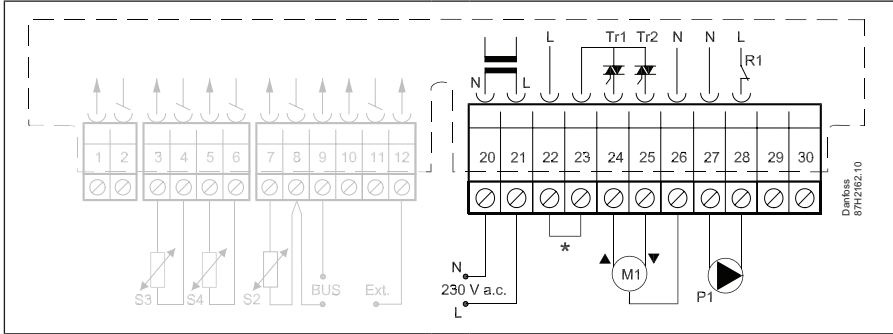 L Tr1 Tr2 N N L
R1
N L
1 2 3 4 5 6 7 8 9 10 11 12 20 21 22 23 24 25 26 27 28 29 30
Danfoss
87H2162.10
*
N
230 V a.c.
L
M1
P1
S3 S4 S2 BUS Ext.